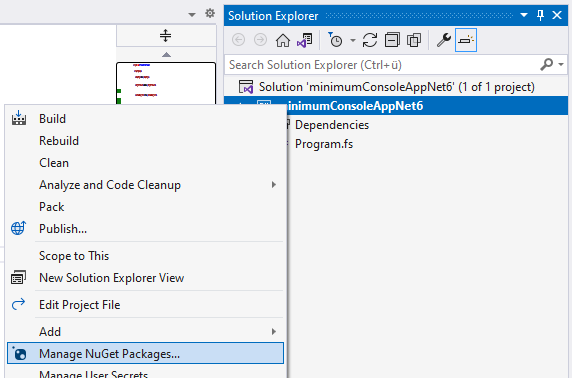 Solution Explorer
Search Solution Explorer (Ctrl+ü)
Solution 'minimumConsoleAppNet6' (1 of 1 project)
minimumConsoleAppNet6
Dependencies
Program.fs
Build
Rebuild
Clean
Analyze and Code Cleanup
Pack
Publish...
Scope to This
New Solution Explorer View
Edit Project File
Add
Manage NuGet Packages...
Manage User Secrets